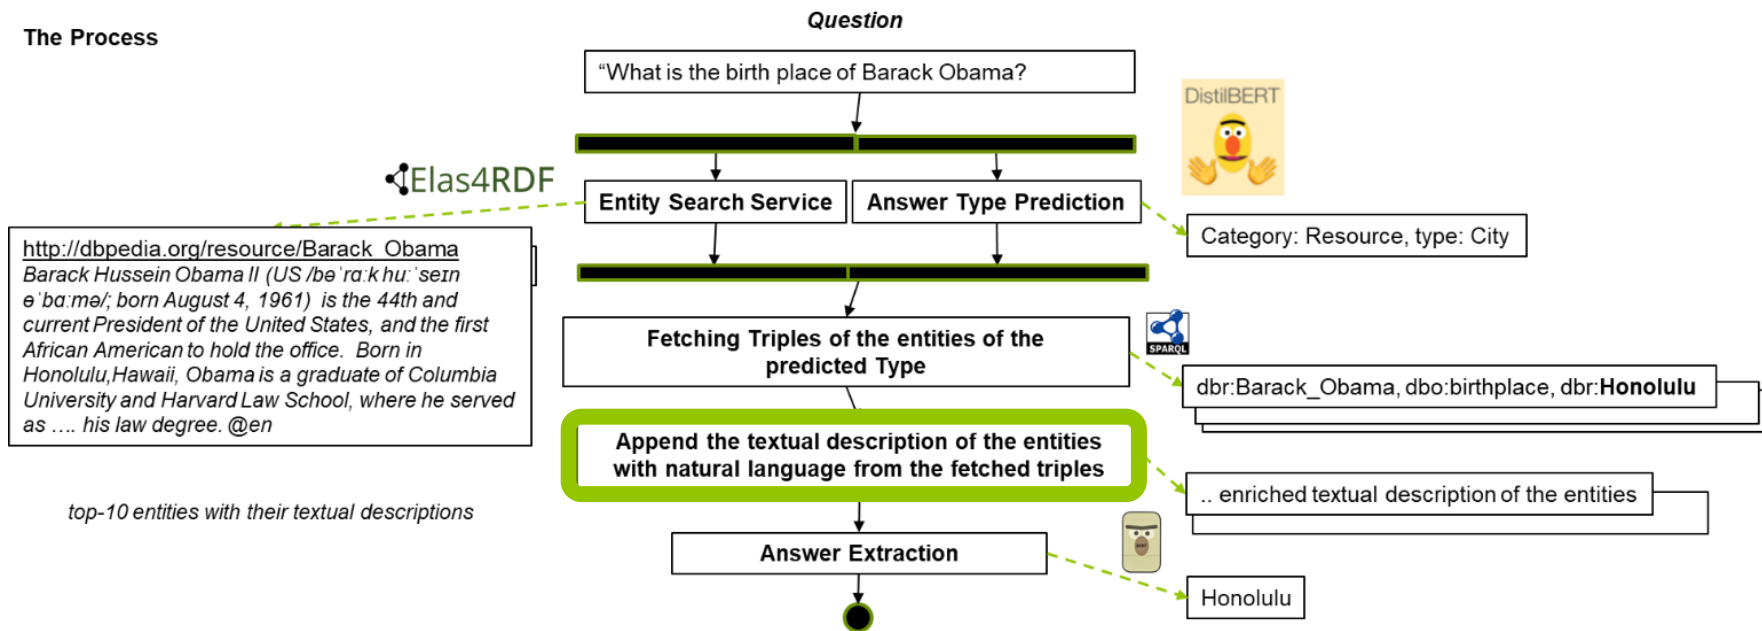 The Process
Question
“What is the birth place of Barack Obama?
DistilBERT
Elas4RDF
Entity Search Service
Answer Type Prediction
Category: Resource, type: City
http://dbpedia.org/resource/Barack_Obama
Barack Hussein Obama II (US /bəˈrɑːk huːˈseɪn
ɵˈbɑːmə/; born August 4, 1961) is the 44th and
current President of the United States, and the first
African American to hold the office. Born in
Honolulu,Hawaii, Obama is a graduate of Columbia
University and Harvard Law School, where he served
as …. his law degree. @en
top-10 entities with their textual descriptions
Fetching Triples of the entities of the
predicted Type
SPARQL
dbr:Barack_Obama, dbo:birthplace, dbr:Honolulu
Append the textual description of the entities
with natural language from the fetched triples
.. enriched textual description of the entities
Answer Extraction
BERT
Honolulu